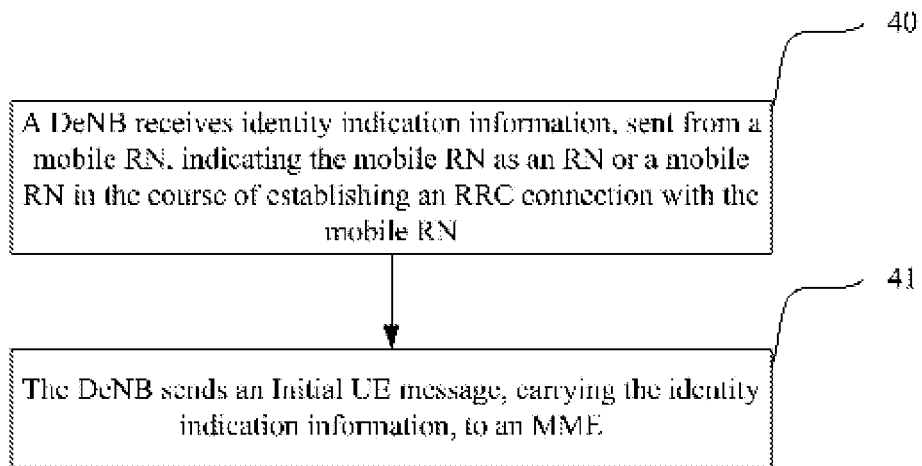 40
A DeNB receives identity indication information, sent from a
mobile RN, indicating the mobile RN as an RN or a mobile
RN in the course of establishing an RRC connection with the
mobile RN
41
The DeNB sends an Initial UE message, carrying the identity
indication information, to an MME